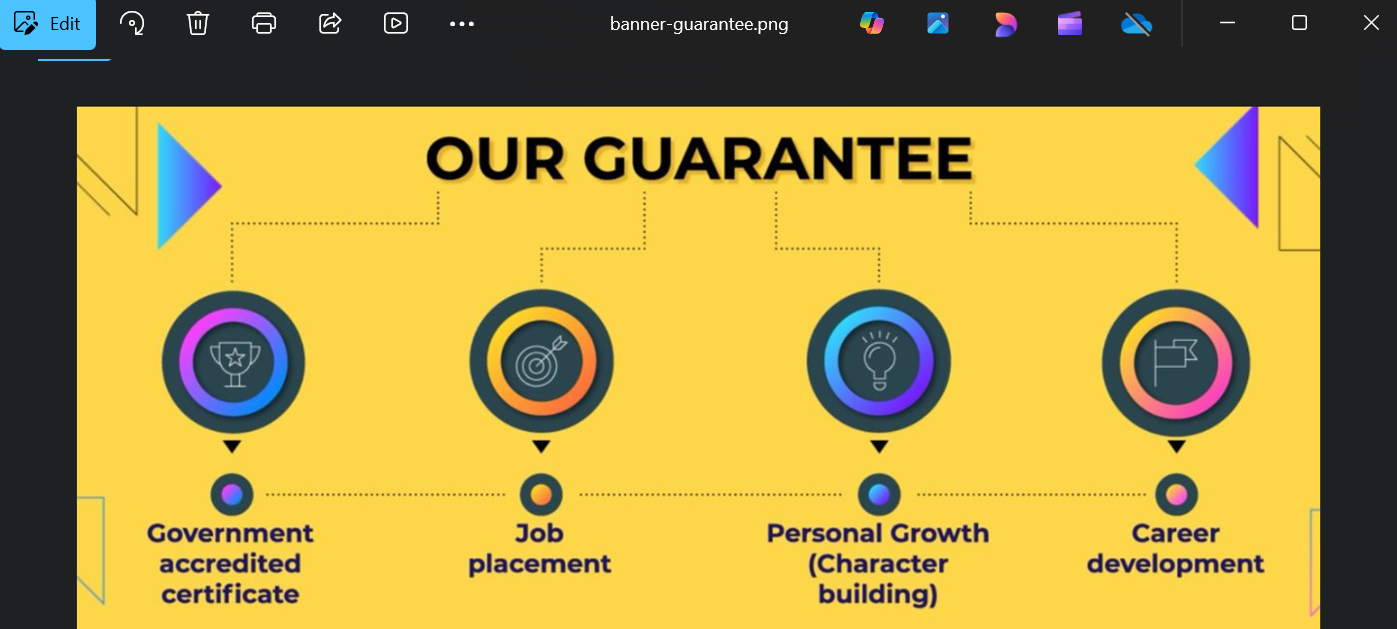 Edit
banner-guarantee.png
OUR GUARANTEE
Government
accredited
certificate
Job
placement
Personal Growth
(Character
building)
Career
development